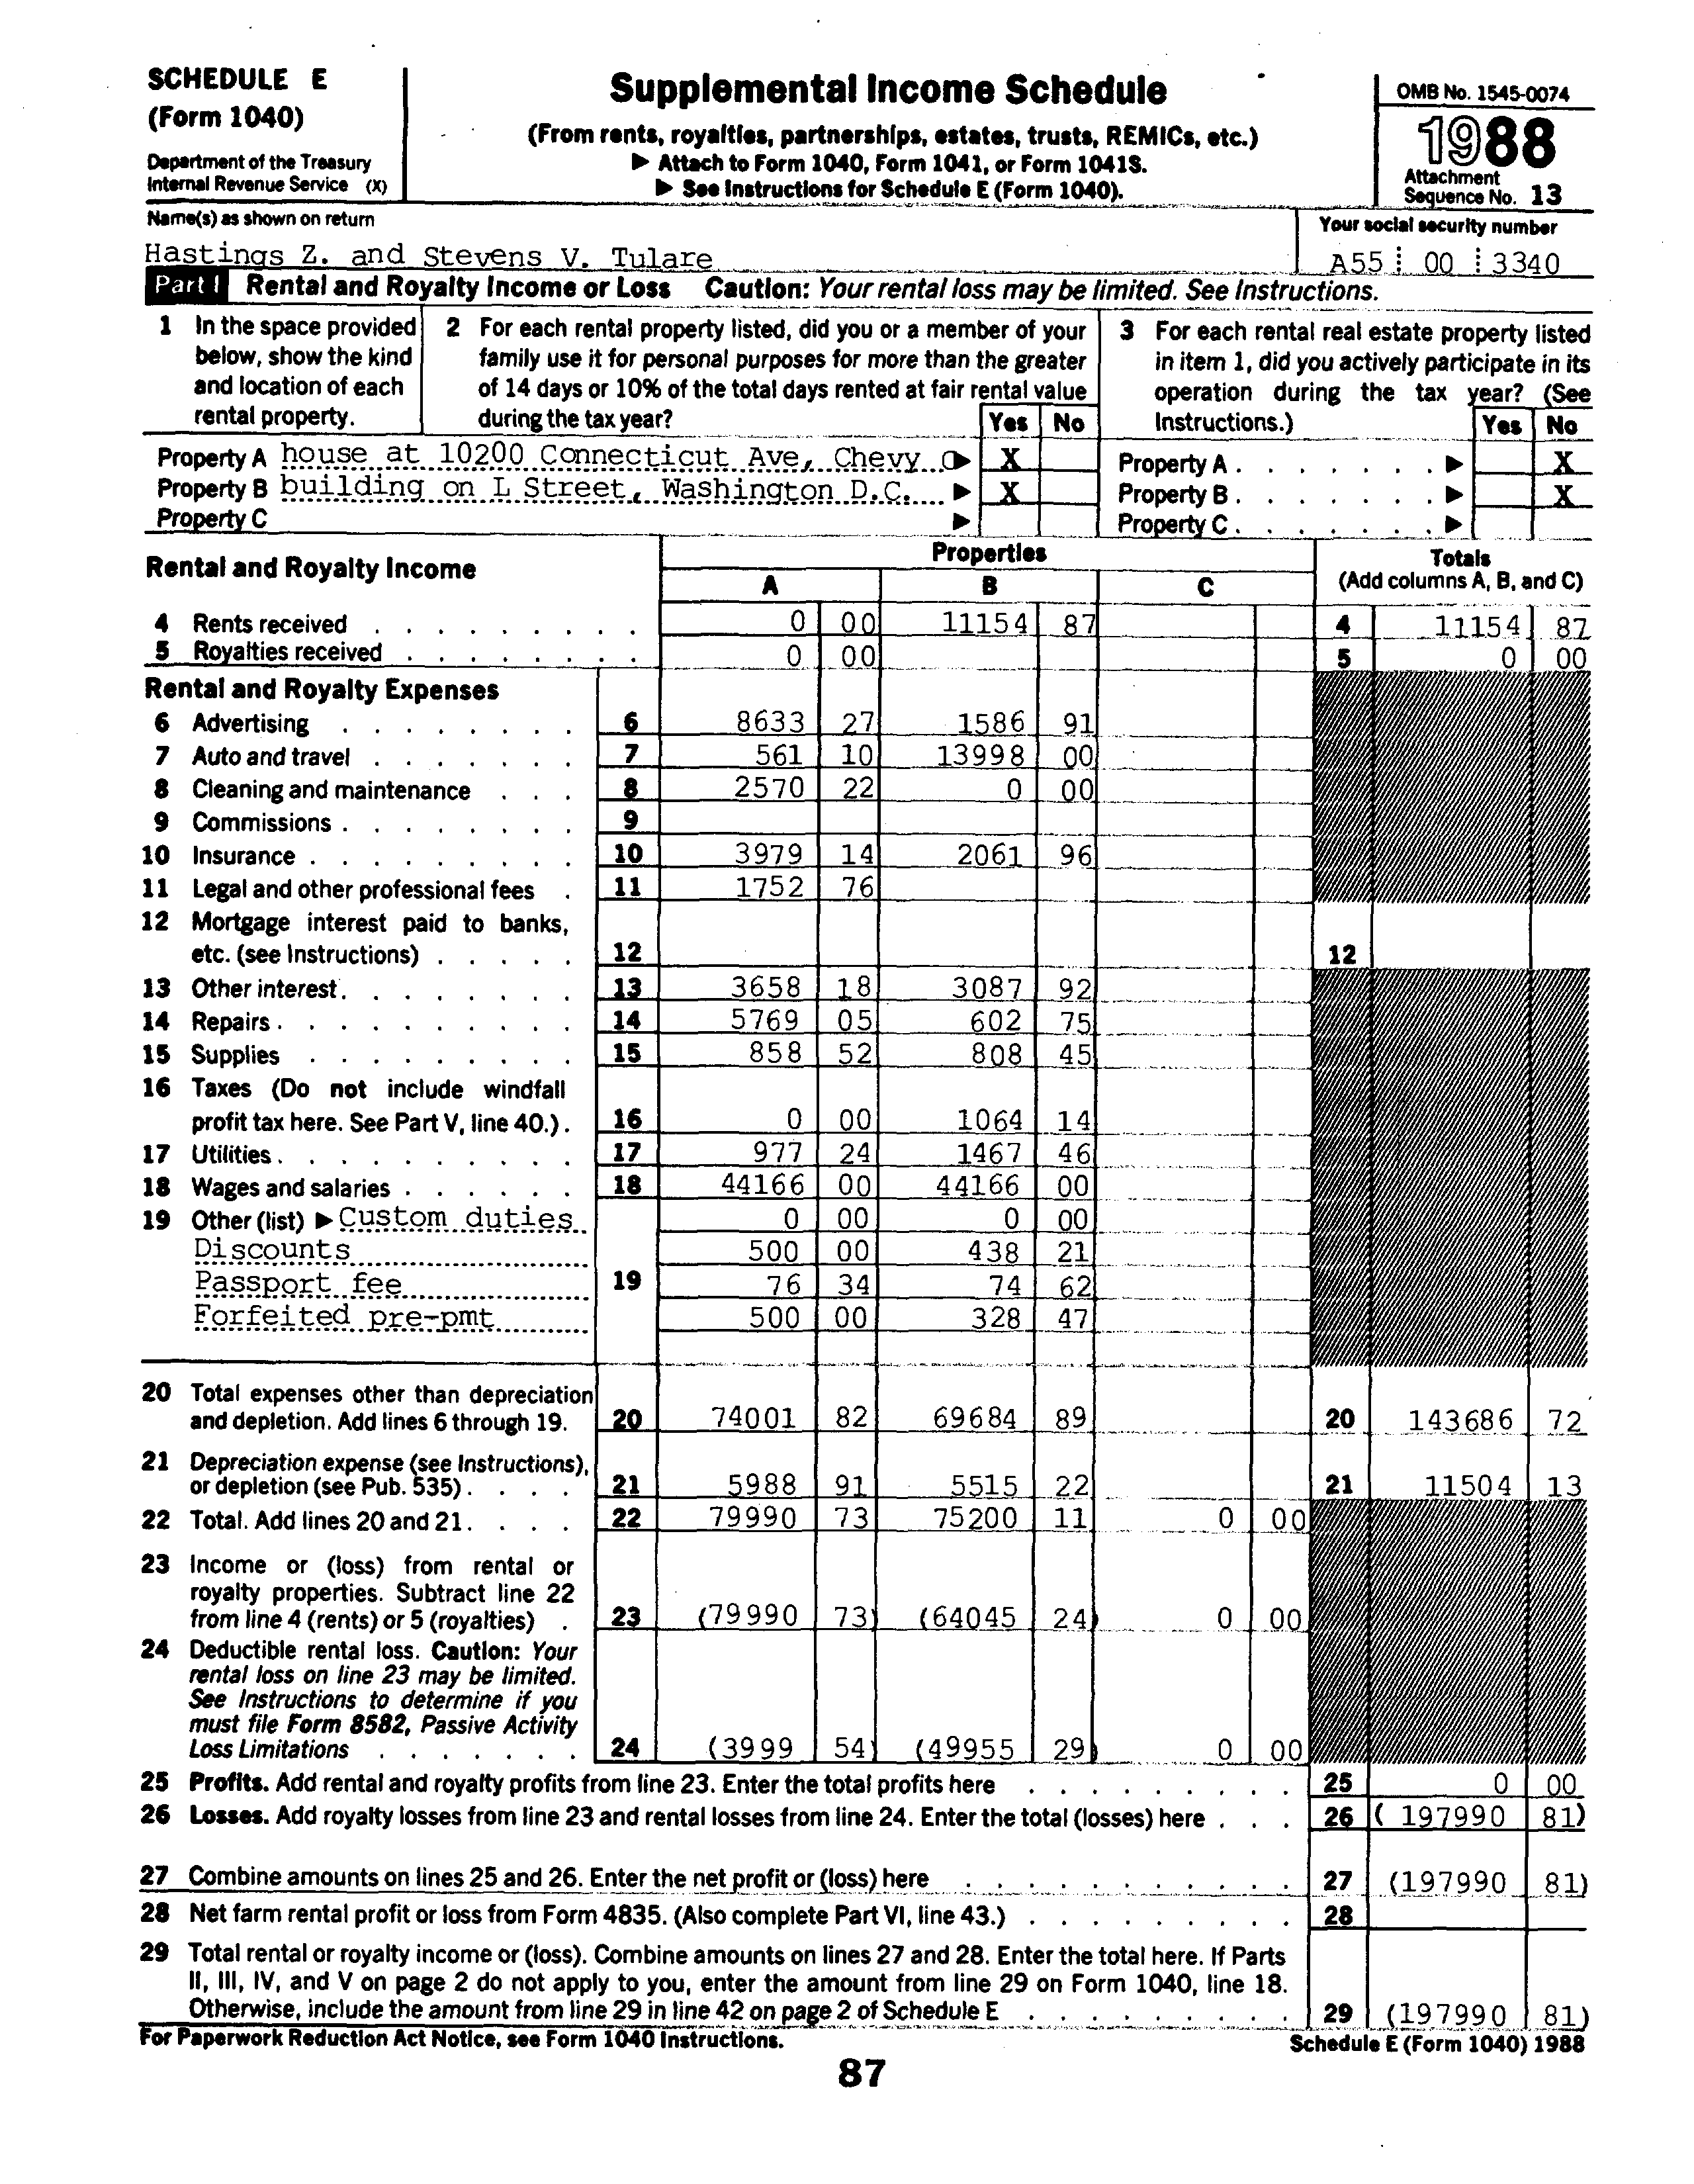 SCHEDULE E
(Form 1040)
Department of the Treasury
Internal Revenue Service (X)
Supplemental Income Schedule
(From rents, royalties, partnerships, estates, trusts, REMICs, etc.)
▶ Attach to Form 1040, Form 1041, or Form 1041S.
▶ See Instructions for Schedule E (Form 1040).
OMB No. 1545-0074
1988
Attachment
Sequence No. 13
Name(s) as shown on return
Hastings Z. and Stevens V. Tulare
Your social security number
A55 00 3340
Part I Rental and Royalty Income or Loss Caution: Your rental loss may be limited. See Instructions.
1 In the space provided
below, show the kind
and location of each
rental property.
2 For each rental property listed, did you or a member of your
family use it for personal purposes for more than the greater
of 14 days or 10% of the total days rented at fair rental value
during the tax year?
Yes No
3 For each rental real estate property listed
in item 1, did you actively participate in its
operation during the tax year? (See
Instructions.)
Yes No
Property A house at 10200 Connecticut Ave, Chevy C ▶ X
Property A . . . . . . . ▶ X
Property B building on L Street, Washington D.C. ▶ X
Property B . . . . . . . ▶ X
Property C ▶
Property C . . . . . . . ▶
Rental and Royalty Income
Properties
A B C
Totals
(Add columns A, B, and C)
4 Rents received 0 00 11154 87 4 11154 87
5 Royalties received 0 00 5 0 00
Rental and Royalty Expenses
6 Advertising 6 8633 27 1586 91
7 Auto and travel 7 561 10 13998 00
8 Cleaning and maintenance 8 2570 22 0 00
9 Commissions 9
10 Insurance 10 3979 14 2061 96
11 Legal and other professional fees 11 1752 76
12 Mortgage interest paid to banks,
etc. (see Instructions) 12 12
13 Other interest 13 3658 18 3087 92
14 Repairs 14 5769 05 602 75
15 Supplies 15 858 52 808 45
16 Taxes (Do not include windfall
profit tax here. See Part V, line 40.) 16 0 00 1064 14
17 Utilities 17 977 24 1467 46
18 Wages and salaries 18 44166 00 44166 00
19 Other (list) ▶ Custom duties 0 00 0 00
Discounts 500 00 438 21
Passport fee 19 76 34 74 62
Forfeited pre-pmt 500 00 328 47
20 Total expenses other than depreciation
and depletion. Add lines 6 through 19. 20 74001 82 69684 89 20 143686 72
21 Depreciation expense (see Instructions),
or depletion (see Pub. 535) 21 5988 91 5515 22 21 11504 13
22 Total. Add lines 20 and 21 22 79990 73 75200 11 0 00
23 Income or (loss) from rental or
royalty properties. Subtract line 22
from line 4 (rents) or 5 (royalties) 23 (79990 73) (64045 24) 0 00
24 Deductible rental loss. Caution: Your
rental loss on line 23 may be limited.
See Instructions to determine if you
must file Form 8582, Passive Activity
Loss Limitations 24 (3999 54) (49955 29) 0 00
25 Profits. Add rental and royalty profits from line 23. Enter the total profits here 25 0 00
26 Losses. Add royalty losses from line 23 and rental losses from line 24. Enter the total (losses) here 26 ( 197990 81)
27 Combine amounts on lines 25 and 26. Enter the net profit or (loss) here 27 (197990 81)
28 Net farm rental profit or loss from Form 4835. (Also complete Part VI, line 43.) 28
29 Total rental or royalty income or (loss). Combine amounts on lines 27 and 28. Enter the total here. If Parts
II, III, IV, and V on page 2 do not apply to you, enter the amount from line 29 on Form 1040, line 18.
Otherwise, include the amount from line 29 in line 42 on page 2 of Schedule E 29 (197990 81)
For Paperwork Reduction Act Notice, see Form 1040 Instructions.
Schedule E (Form 1040) 1988
87